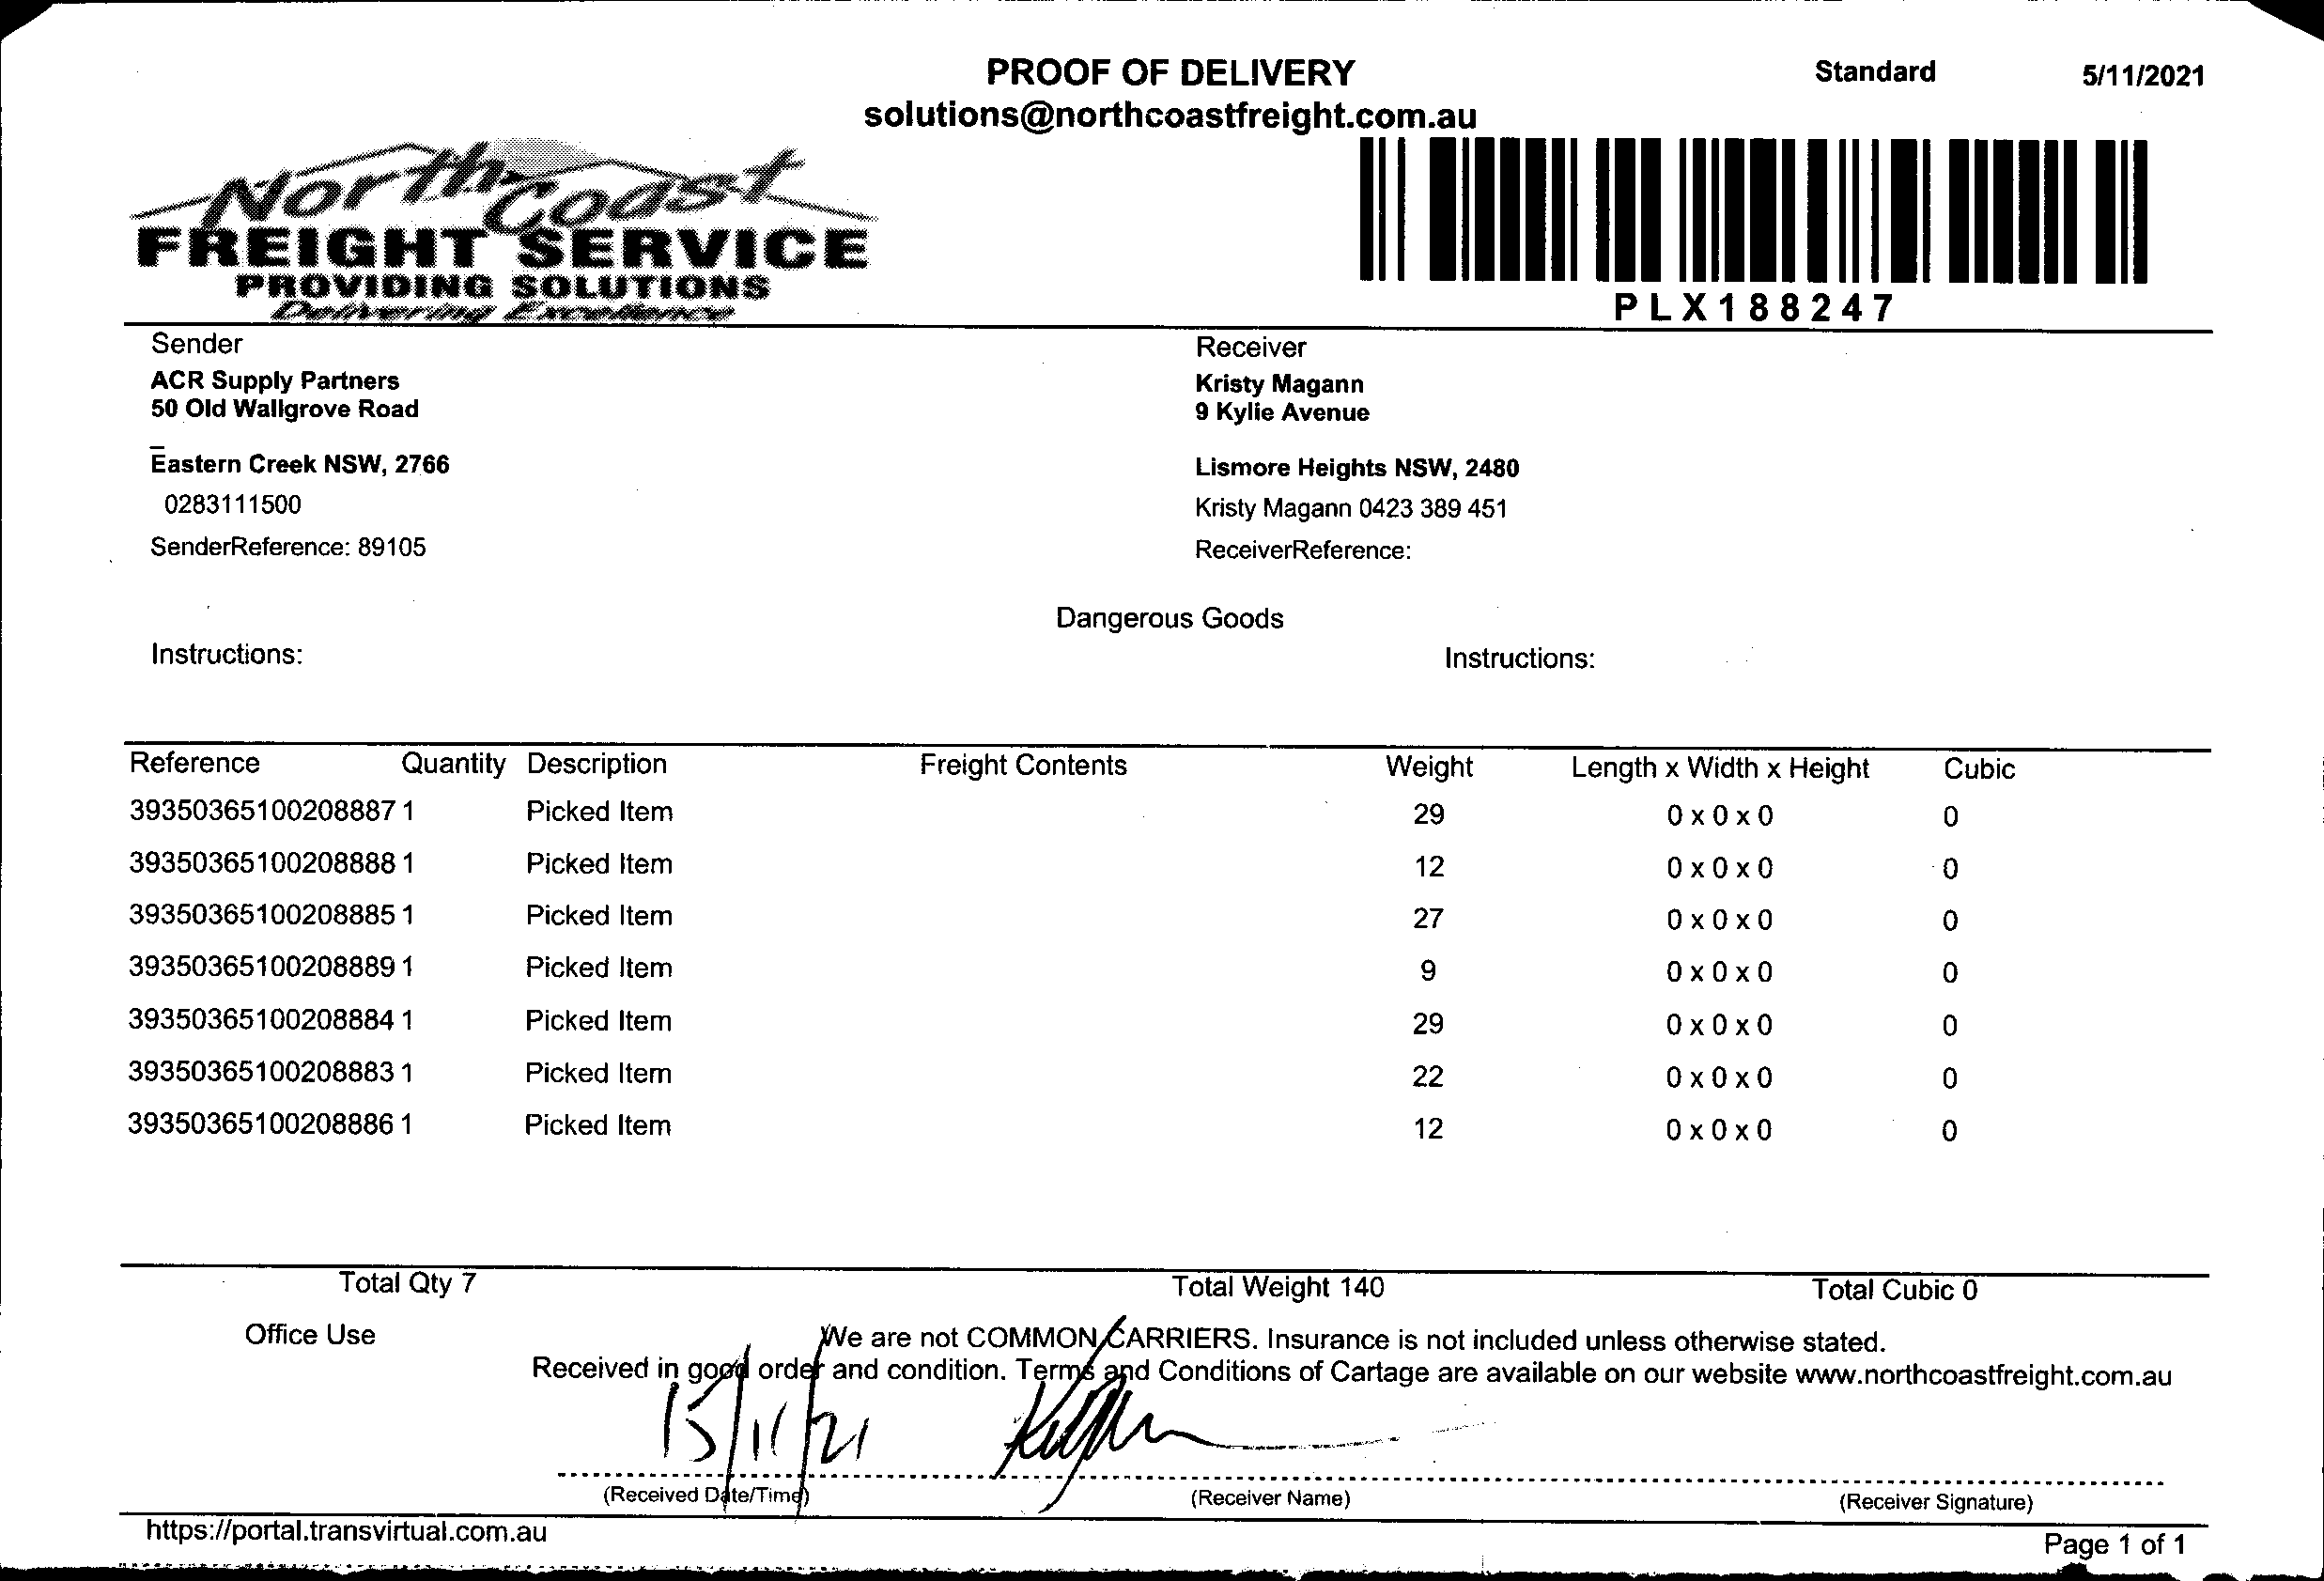 PROOF OF DELIVERY Standard 5/11/2021
solutions@northcoastfreight.com.au
North Coast
FREIGHT SERVICE
PROVIDING SOLUTIONS
Delivering Excellence
PLX188247
Sender
ACR Supply Partners
50 Old Wallgrove Road
Eastern Creek NSW, 2766
0283111500
SenderReference: 89105
Receiver
Kristy Magann
9 Kylie Avenue
Lismore Heights NSW, 2480
Kristy Magann 0423 389 451
ReceiverReference:
Dangerous Goods
Instructions: Instructions:
Reference Quantity Description Freight Contents Weight Length x Width x Height Cubic
39350365100208887 1 Picked Item 29 0 x 0 x 0 0
39350365100208888 1 Picked Item 12 0 x 0 x 0 0
39350365100208885 1 Picked Item 27 0 x 0 x 0 0
39350365100208889 1 Picked Item 9 0 x 0 x 0 0
39350365100208884 1 Picked Item 29 0 x 0 x 0 0
39350365100208883 1 Picked Item 22 0 x 0 x 0 0
39350365100208886 1 Picked Item 12 0 x 0 x 0 0
Total Qty 7 Total Weight 140 Total Cubic 0
Office Use We are not COMMON CARRIERS. Insurance is not included unless otherwise stated.
Received in good order and condition. Terms and Conditions of Cartage are available on our website www.northcoastfreight.com.au
15/11/21
(Received Date/Time) (Receiver Name) (Receiver Signature)
https://portal.transvirtual.com.au Page 1 of 1